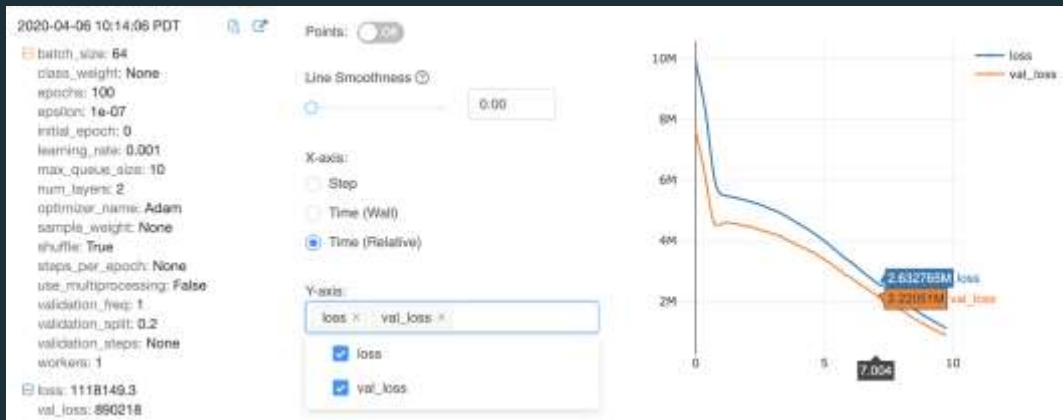 2020-04-06 10:14:06 PDT
batch_size: 64
class_weight: None
epochs: 100
epsilon: 1e-07
initial_epoch: 0
learning_rate: 0.001
max_queue_size: 10
num_layers: 2
optimizer_name: Adam
sample_weight: None
shuffle: True
steps_per_epoch: None
use_multiprocessing: False
validation_freq: 1
validation_split: 0.2
validation_steps: None
workers: 1
loss: 1118149.3
val_loss: 890218
Points: Off
Line Smoothness ?
0.00
X-axis:
Step
Time (Wall)
Time (Relative)
Y-axis:
loss × val_loss ×
loss
val_loss
10M
8M
6M
4M
2M
0
5
10
7.004
loss
val_loss
2.632765M loss
val_loss